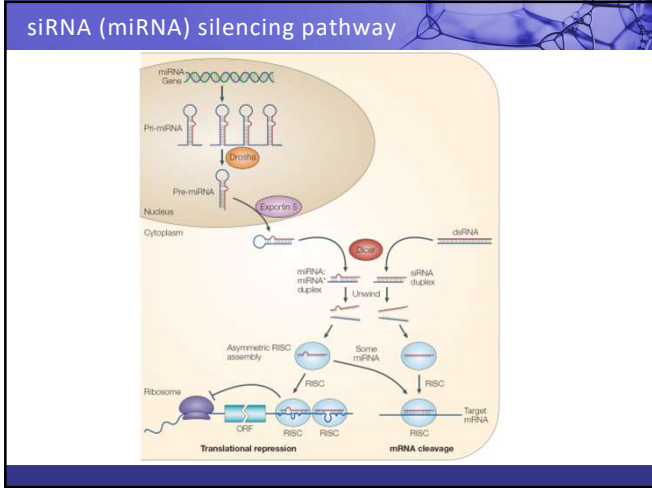 siRNA (miRNA) silencing pathway
miRNA
Gene
Pri-miRNA
Drosha
Pre-miRNA
Exportin 5
Nucleus
Cytoplasm
dsRNA
Dicer
miRNA:
miRNA*
duplex
siRNA
duplex
Unwind
Asymmetric RISC
assembly
Some
miRNA
RISC
RISC
Ribosome
ORF
RISC
RISC
RISC
Target
mRNA
Translational repression
mRNA cleavage